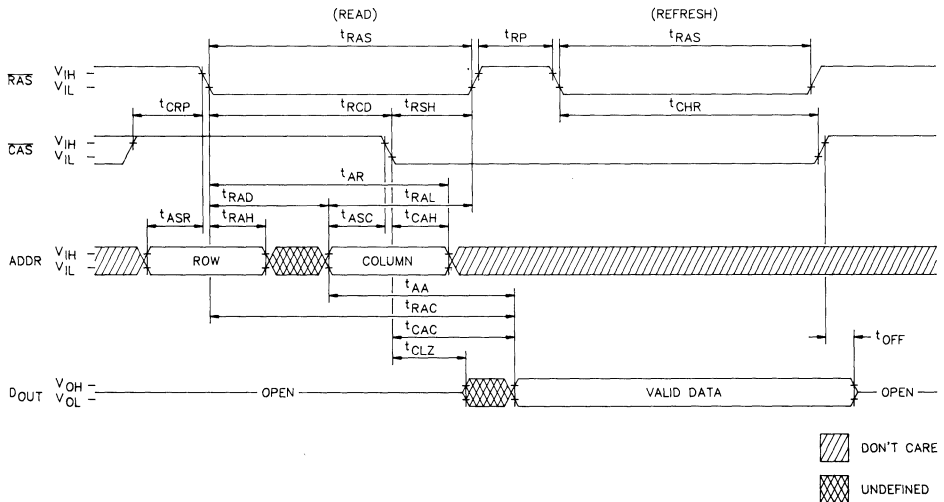 (READ) (REFRESH)
tRAS tRP tRAS
RAS VIH
VIL
tCRP tRCD tRSH tCHR
CAS VIH
VIL
tAR
tRAD tRAL
tASR tRAH tASC tCAH
ADDR VIH
VIL
ROW COLUMN
tAA
tRAC
tCAC
tOFF
tCLZ
DOUT VOH
VOL
OPEN VALID DATA OPEN
DON'T CARE
UNDEFINED